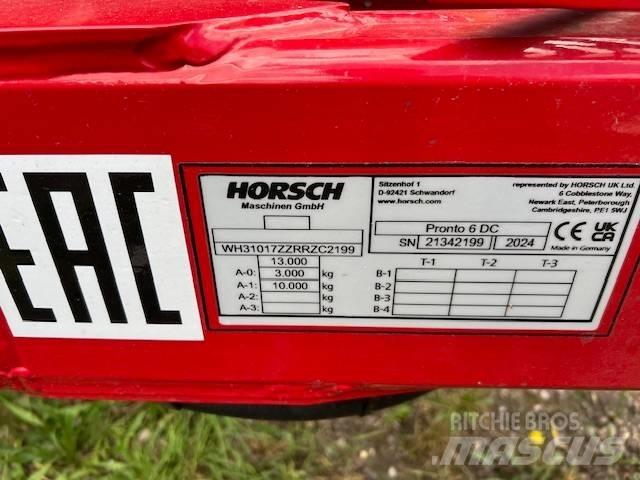 EAC
HORSCH
Maschinen GmbH
Sitzenhof 1
D-92421 Schwandorf
www.horsch.com
represented by HORSCH UK Ltd.
6 Cobblestone Way,
Newark East, Peterborough
Cambridgeshire, PE1 5WJ
Pronto 6 DC
SN 21342199 2024
CE UK CA
Made in Germany
WH31017ZZRRZC2199
13.000
A-0: 3.000 kg
A-1: 10.000 kg
A-2: kg
A-3: kg
T-1 T-2 T-3
B-1
B-2
B-3
B-4
RITCHIE BROS.
MASCUS